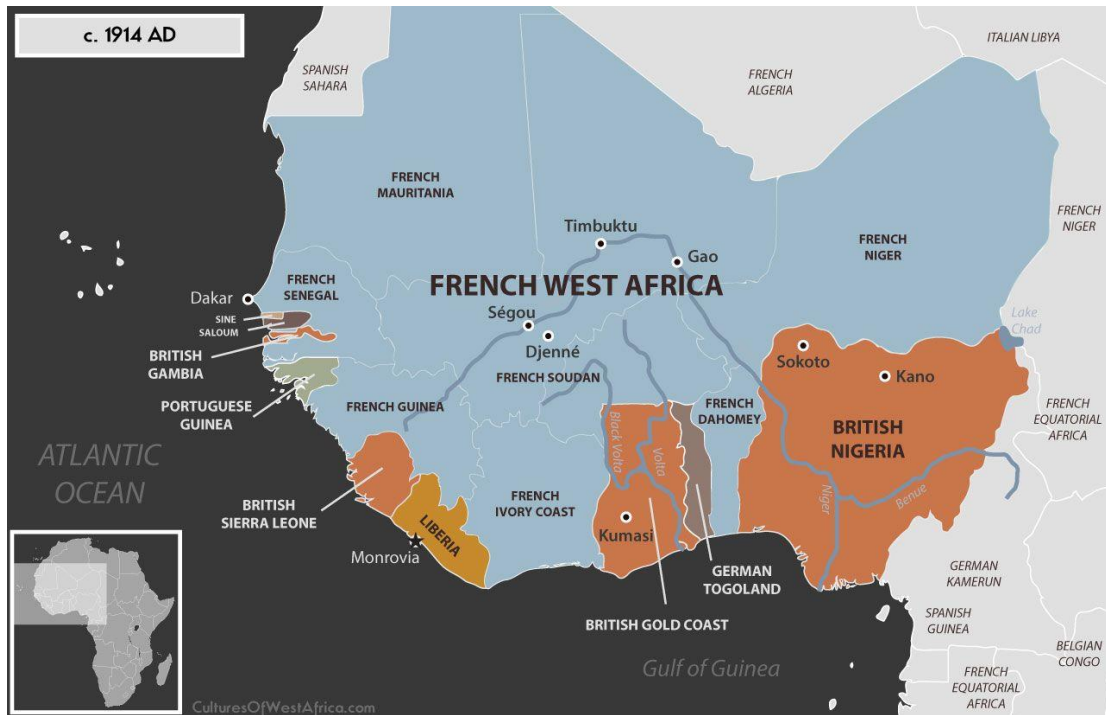 c. 1914 AD
SPANISH
SAHARA
FRENCH
ALGERIA
ITALIAN LIBYA
FRENCH
MAURITANIA
Timbuktu
Gao
FRENCH
NIGER
FRENCH
NIGER
FRENCH WEST AFRICA
Dakar
FRENCH
SENEGAL
SINE
SALOUM
Ségou
Djenné
Lake
Chad
BRITISH
GAMBIA
Sokoto
Kano
FRENCH SOUDAN
PORTUGUESE
GUINEA
FRENCH GUINEA
FRENCH
DAHOMEY
FRENCH
EQUATORIAL
AFRICA
BRITISH
NIGERIA
Black Volta
Volta
ATLANTIC
OCEAN
BRITISH
SIERRA LEONE
LIBERIA
FRENCH
IVORY COAST
Niger
Benue
Kumasi
Monrovia
GERMAN
TOGOLAND
GERMAN
KAMERUN
BRITISH GOLD COAST
SPANISH
GUINEA
BELGIAN
CONGO
Gulf of Guinea
FRENCH
EQUATORIAL
AFRICA
CulturesOfWestAfrica.com